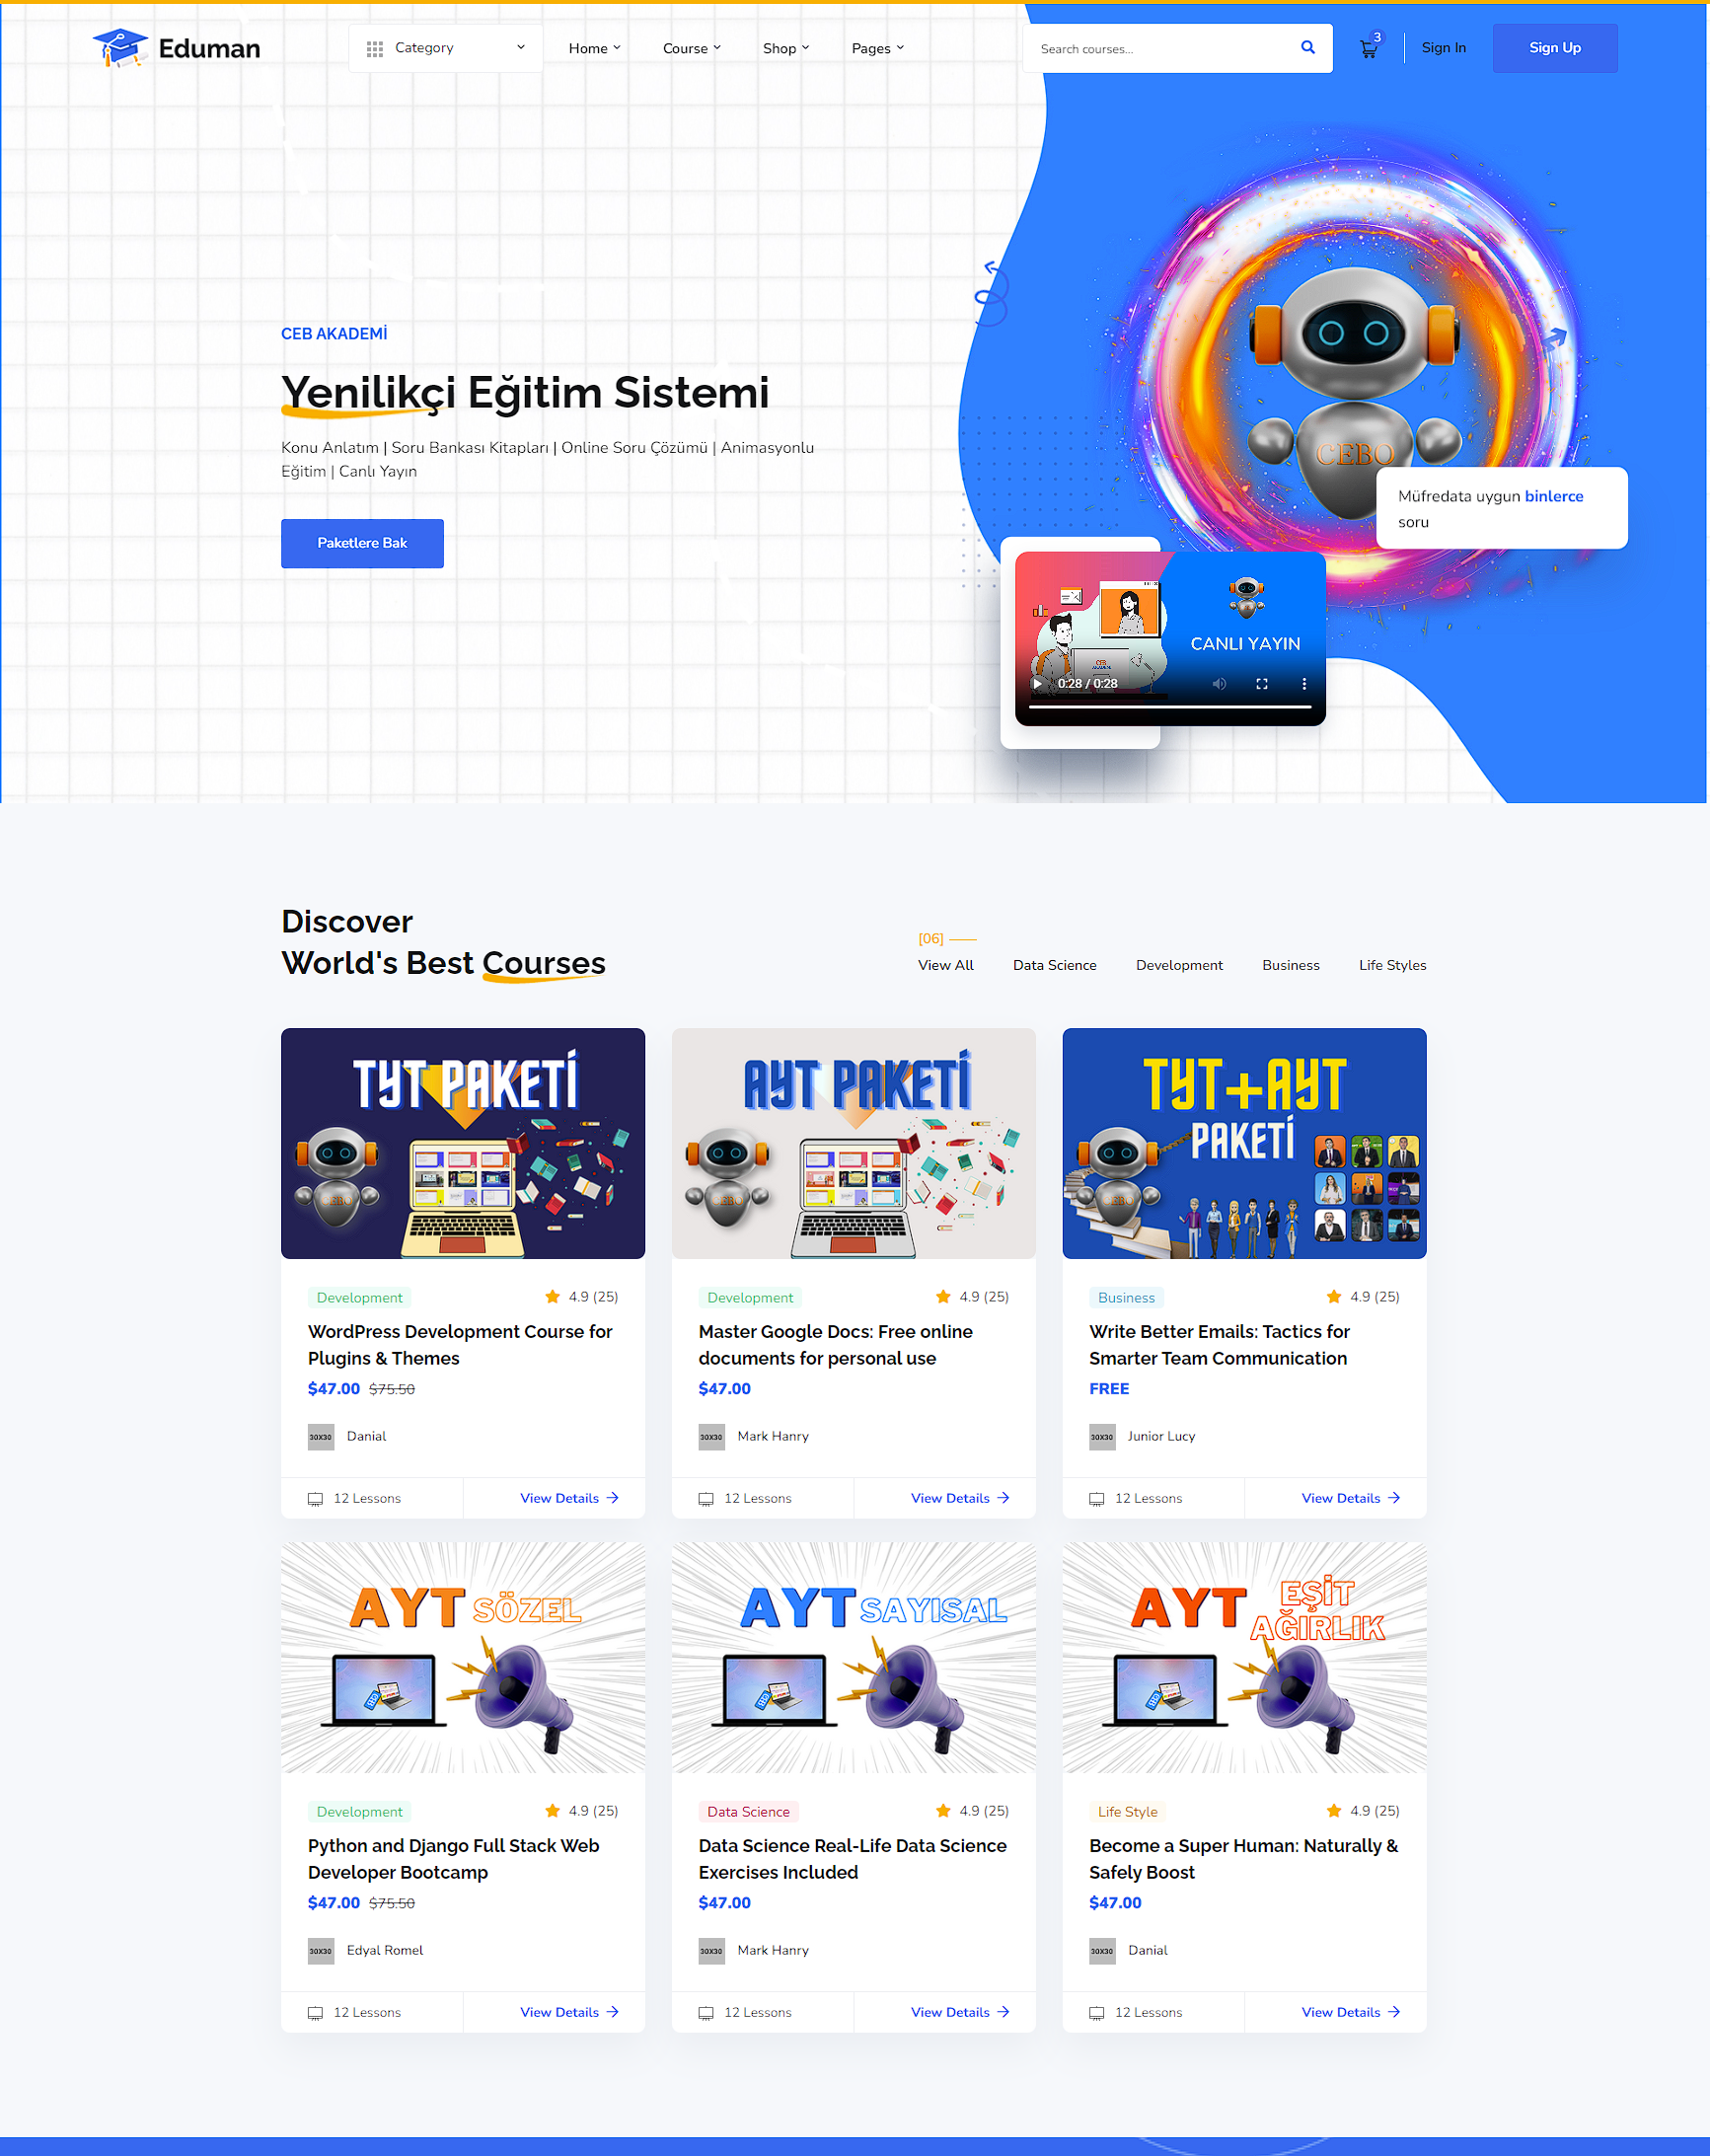 Eduman
Category
Home
Course
Shop
Pages
Search courses...
3
Sign In
Sign Up
CEB AKADEMİ
Yenilikçi Eğitim Sistemi
Konu Anlatım | Soru Bankası Kitapları | Online Soru Çözümü | Animasyonlu
Eğitim | Canlı Yayın
Paketlere Bak
CEBO
Müfredata uygun binlerce
soru
CANLI YAYIN
0:28 / 0:28
Discover
World's Best Courses
[06]
View All
Data Science
Development
Business
Life Styles
TYT PAKETİ
CEBO
AYT PAKETİ
CEBO
TYT+AYT
PAKETİ
CEBO
Development
4.9 (25)
WordPress Development Course for
Plugins & Themes
$47.00 $75.50
30X30
Danial
12 Lessons
View Details
Development
4.9 (25)
Master Google Docs: Free online
documents for personal use
$47.00
30X30
Mark Hanry
12 Lessons
View Details
Business
4.9 (25)
Write Better Emails: Tactics for
Smarter Team Communication
FREE
30X30
Junior Lucy
12 Lessons
View Details
AYT SÖZEL
AYT SAYISAL
AYT EŞİT
AĞIRLIK
Development
4.9 (25)
Python and Django Full Stack Web
Developer Bootcamp
$47.00 $75.50
30X30
Edyal Romel
12 Lessons
View Details
Data Science
4.9 (25)
Data Science Real-Life Data Science
Exercises Included
$47.00
30X30
Mark Hanry
12 Lessons
View Details
Life Style
4.9 (25)
Become a Super Human: Naturally &
Safely Boost
$47.00
30X30
Danial
12 Lessons
View Details